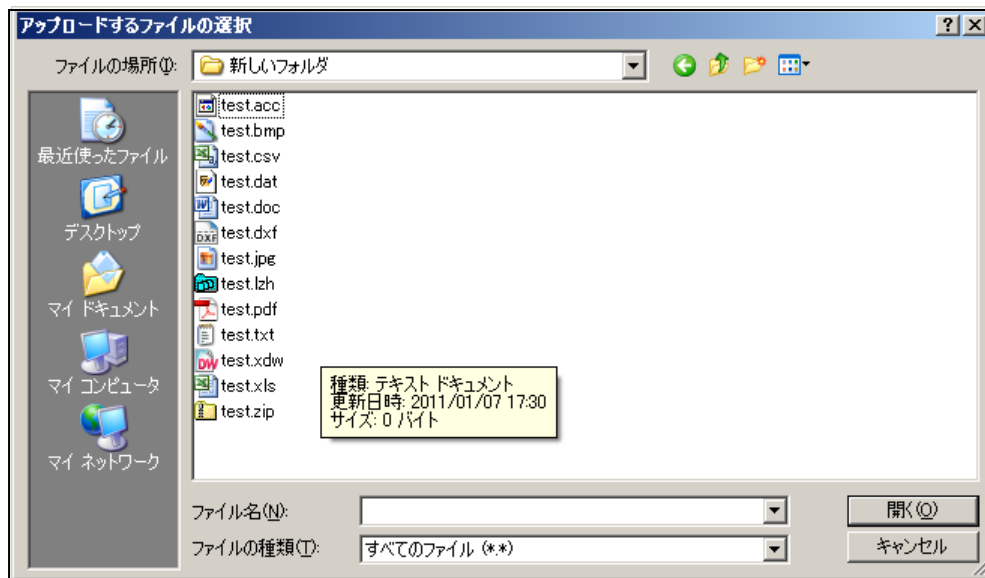 アップロードするファイルの選択
ファイルの場所(I):
新しいフォルダ
最近使ったファイル
デスクトップ
マイ ドキュメント
マイ コンピュータ
マイ ネットワーク
test.acc
test.bmp
test.csv
test.dat
test.doc
test.dxf
test.jpg
test.lzh
test.pdf
test.txt
test.xdw
test.xls
test.zip
種類: テキスト ドキュメント
更新日時: 2011/01/07 17:30
サイズ: 0 バイト
ファイル名(N):
開く(O)
ファイルの種類(T):
すべてのファイル (*.*)
キャンセル